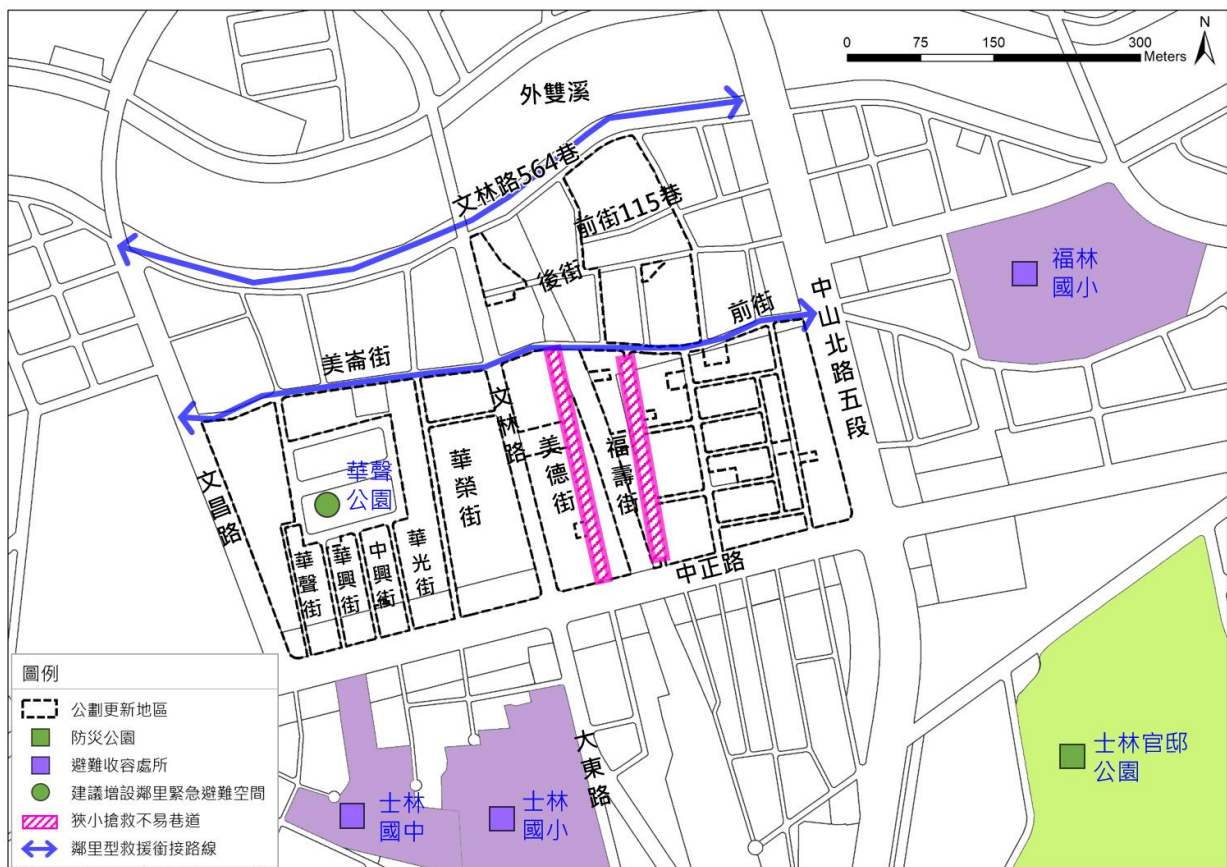 N
0 75 150 300
Meters
外雙溪
文林路564巷
前街115巷
後街
前街
美崙街
中山北路五段
福林
國小
文昌路
華聲
公園
華聲街
華興街
中興街
華光街
華榮街
文林路
美德街
福壽街
中正路
大東路
士林
國中
士林
國小
士林官邸
公園
圖例
公劃更新地區
防災公園
避難收容處所
建議增設鄰里緊急避難空間
狹小搶救不易巷道
鄰里型救援銜接路線